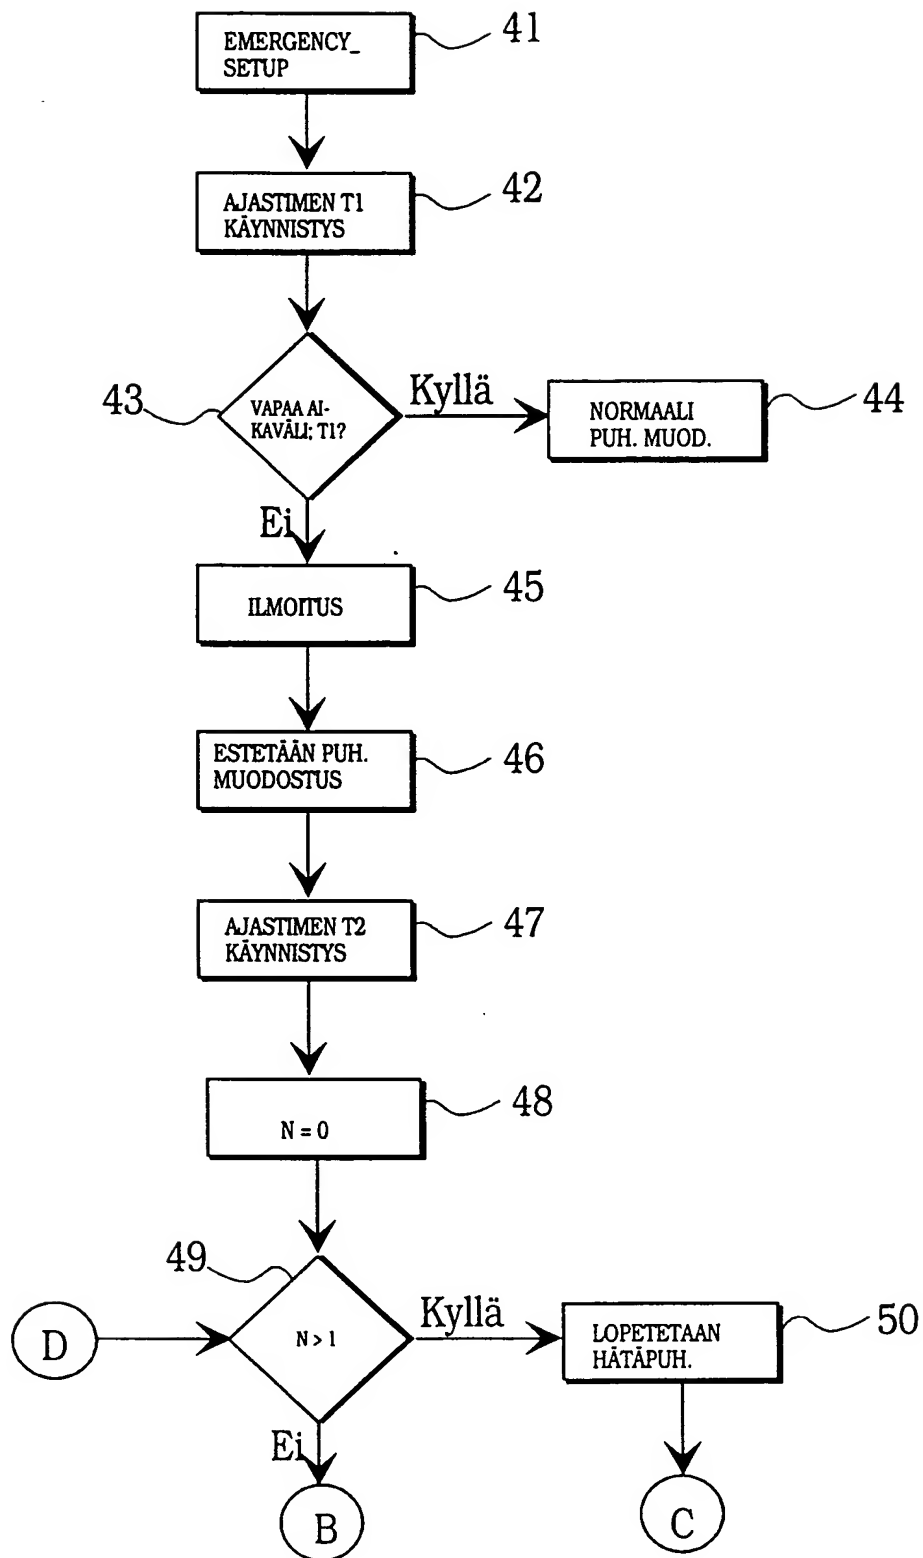 EMERGENCY_
SETUP
41
AJASTIMEN T1
KÄYNNISTYS
42
43
VAPAA AI-
KAVÄLI; T1?
Kyllä
NORMAALI
PUH. MUOD.
44
Ei
ILMOITUS
45
ESTETÄÄN PUH.
MUODOSTUS
46
AJASTIMEN T2
KÄYNNISTYS
47
N = 0
48
49
D
N > 1
Kyllä
LOPETETAAN
HÄTÄPUH.
50
Ei
B
C